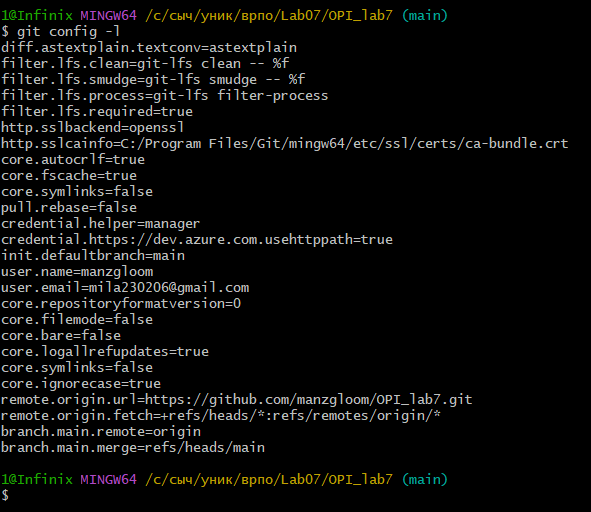 1@Infinix MINGW64 /c/сыч/уник/врпо/Lab07/OPI_lab7 (main)
$ git config -l
diff.astextplain.textconv=astextplain
filter.lfs.clean=git-lfs clean -- %f
filter.lfs.smudge=git-lfs smudge -- %f
filter.lfs.process=git-lfs filter-process
filter.lfs.required=true
http.sslbackend=openssl
http.sslcainfo=C:/Program Files/Git/mingw64/etc/ssl/certs/ca-bundle.crt
core.autocrlf=true
core.fscache=true
core.symlinks=false
pull.rebase=false
credential.helper=manager
credential.https://dev.azure.com.usehttppath=true
init.defaultbranch=main
user.name=manzgloom
user.email=mila230206@gmail.com
core.repositoryformatversion=0
core.filemode=false
core.bare=false
core.logallrefupdates=true
core.symlinks=false
core.ignorecase=true
remote.origin.url=https://github.com/manzgloom/OPI_lab7.git
remote.origin.fetch=+refs/heads/*:refs/remotes/origin/*
branch.main.remote=origin
branch.main.merge=refs/heads/main
1@Infinix MINGW64 /c/сыч/уник/врпо/Lab07/OPI_lab7 (main)
$